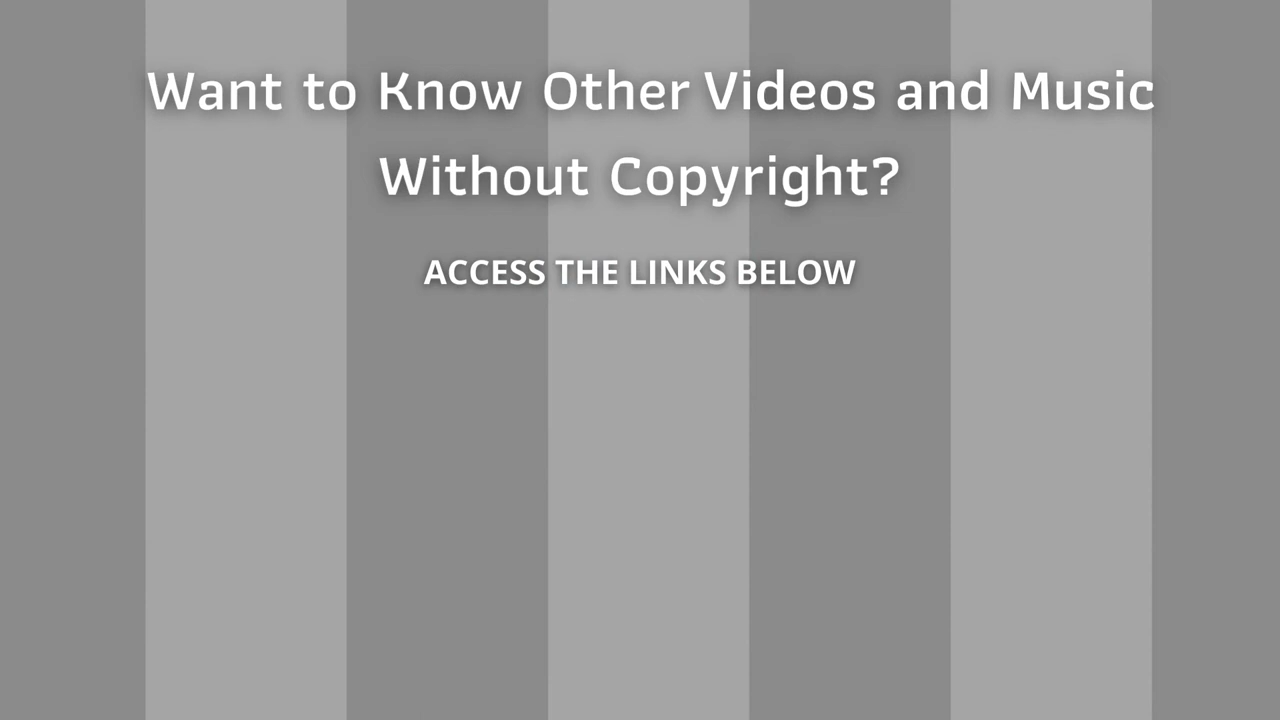 Want to Know Other Videos and Music
Without Copyright?
ACCESS THE LINKS BELOW